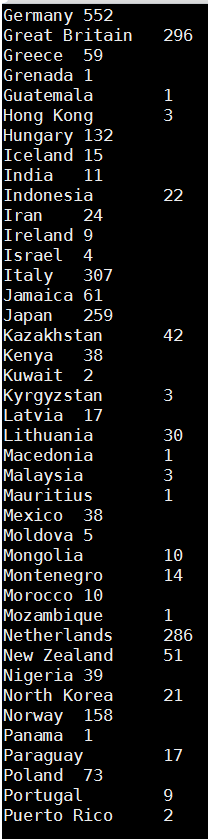 Germany 552
Great Britain 296
Greece 59
Grenada 1
Guatemala 1
Hong Kong 3
Hungary 132
Iceland 15
India 11
Indonesia 22
Iran 24
Ireland 9
Israel 4
Italy 307
Jamaica 61
Japan 259
Kazakhstan 42
Kenya 38
Kuwait 2
Kyrgyzstan 3
Latvia 17
Lithuania 30
Macedonia 1
Malaysia 3
Mauritius 1
Mexico 38
Moldova 5
Mongolia 10
Montenegro 14
Morocco 10
Mozambique 1
Netherlands 286
New Zealand 51
Nigeria 39
North Korea 21
Norway 158
Panama 1
Paraguay 17
Poland 73
Portugal 9
Puerto Rico 2